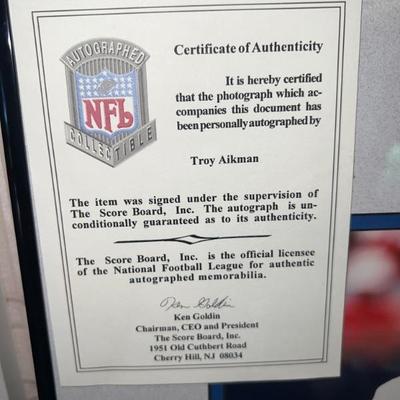 AUTOGRAPHED
NFL
COLLECTIBLE
Certificate of Authenticity
It is hereby certified
that the photograph which ac-
companies this document has
been personally autographed by
Troy Aikman
The item was signed under the supervision of
The Score Board, Inc. The autograph is un-
conditionally guaranteed as to its authenticity.
The Score Board, Inc. is the official licensee
of the National Football League for authentic
autographed memorabilia.
Ken Goldin
Ken Goldin
Chairman, CEO and President
The Score Board, Inc.
1951 Old Cuthbert Road
Cherry Hill, NJ 08034